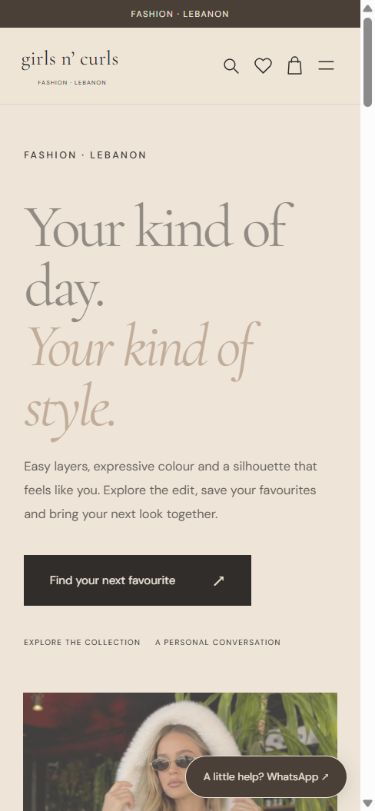 FASHION · LEBANON
girls n’ curls
FASHION · LEBANON
FASHION · LEBANON
Your kind of
day.
Your kind of
style.
Easy layers, expressive colour and a silhouette that
feels like you. Explore the edit, save your favourites
and bring your next look together.
Find your next favourite ↗
EXPLORE THE COLLECTION A PERSONAL CONVERSATION
A little help? WhatsApp ↗